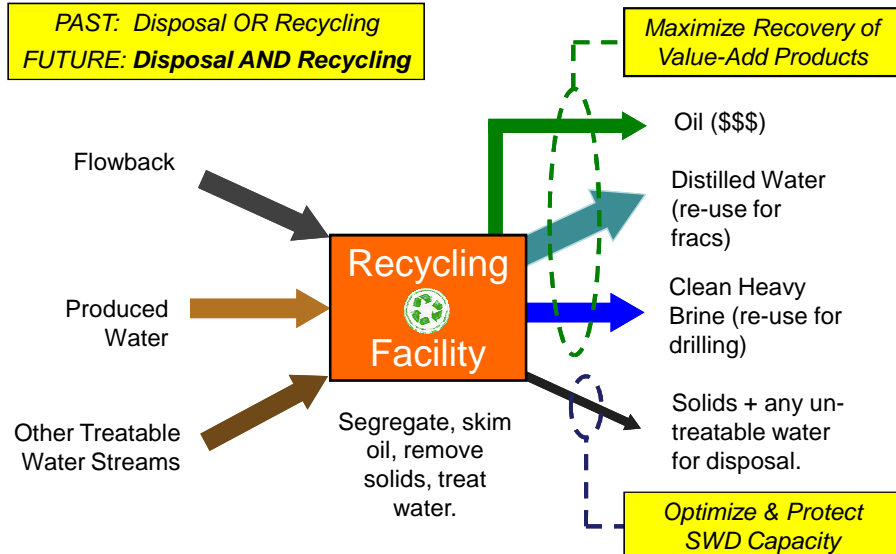 PAST: Disposal OR Recycling
FUTURE: Disposal AND Recycling
Maximize Recovery of
Value-Add Products
Flowback
Produced
Water
Other Treatable
Water Streams
Recycling
Facility
Segregate, skim
oil, remove
solids, treat
water.
Oil ($$$)
Distilled Water
(re-use for
fracs)
Clean Heavy
Brine (re-use for
drilling)
Solids + any un-
treatable water
for disposal.
Optimize & Protect
SWD Capacity